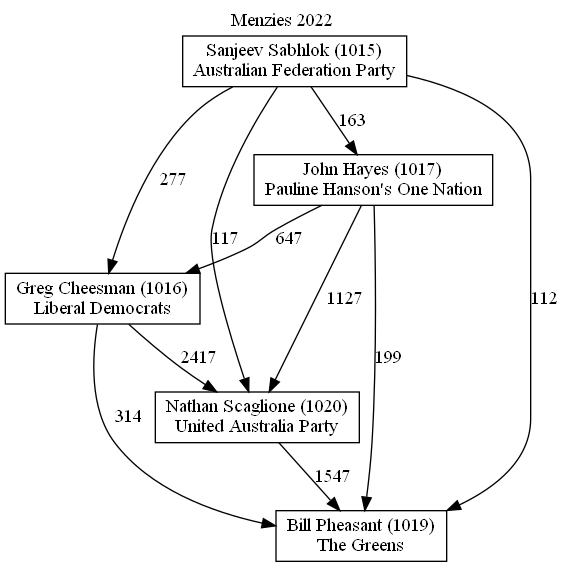 Menzies 2022
Sanjeev Sabhlok (1015)
Australian Federation Party
163
John Hayes (1017)
Pauline Hanson's One Nation
277
117
647
Greg Cheesman (1016)
Liberal Democrats
1127
112
2417
199
Nathan Scaglione (1020)
United Australia Party
314
1547
Bill Pheasant (1019)
The Greens